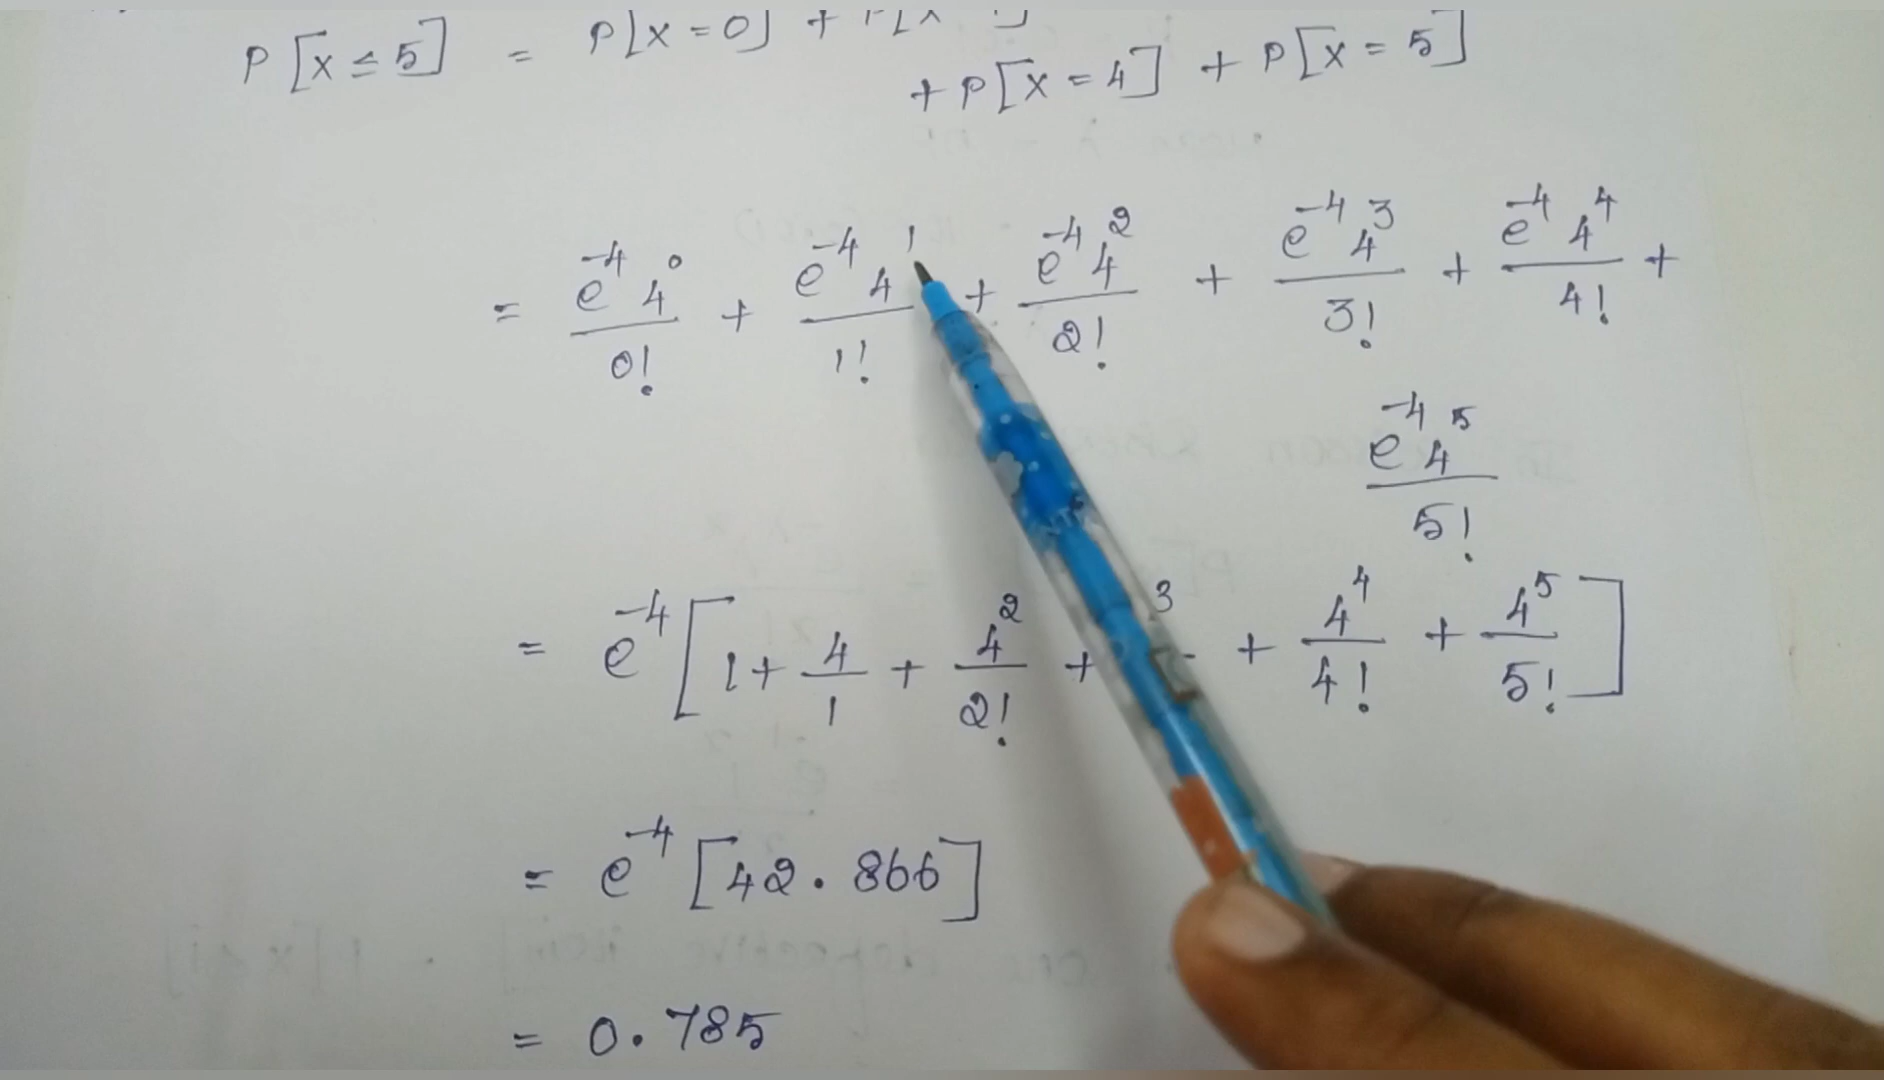 P[x ≤ 5] = P[x = 0] + P[x
+ P[x = 4] + P[x = 5]
= e^-4 4^0 / 0! + e^-4 4^1 / 1! + e^-4 4^2 / 2! + e^-4 4^3 / 3! + e^-4 4^4 / 4! +
e^-4 4^5 / 5!
= e^-4 [1 + 4/1 + 4^2/2! + 3 + 4^4/4! + 4^5/5!]
= e^-4 [42.866]
= 0.785